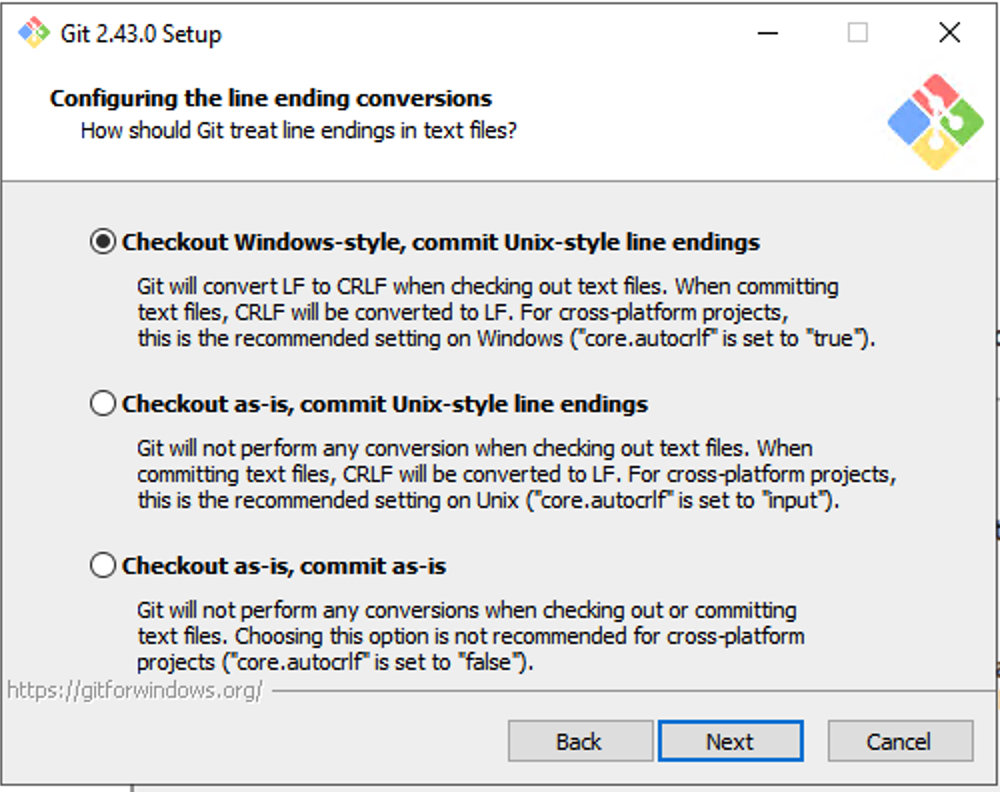 Git 2.43.0 Setup
Configuring the line ending conversions
How should Git treat line endings in text files?
Checkout Windows-style, commit Unix-style line endings
Git will convert LF to CRLF when checking out text files. When committing
text files, CRLF will be converted to LF. For cross-platform projects,
this is the recommended setting on Windows ("core.autocrlf" is set to "true").
Checkout as-is, commit Unix-style line endings
Git will not perform any conversion when checking out text files. When
committing text files, CRLF will be converted to LF. For cross-platform projects,
this is the recommended setting on Unix ("core.autocrlf" is set to "input").
Checkout as-is, commit as-is
Git will not perform any conversions when checking out or committing
text files. Choosing this option is not recommended for cross-platform
projects ("core.autocrlf" is set to "false").
https://gitforwindows.org/
Back Next Cancel